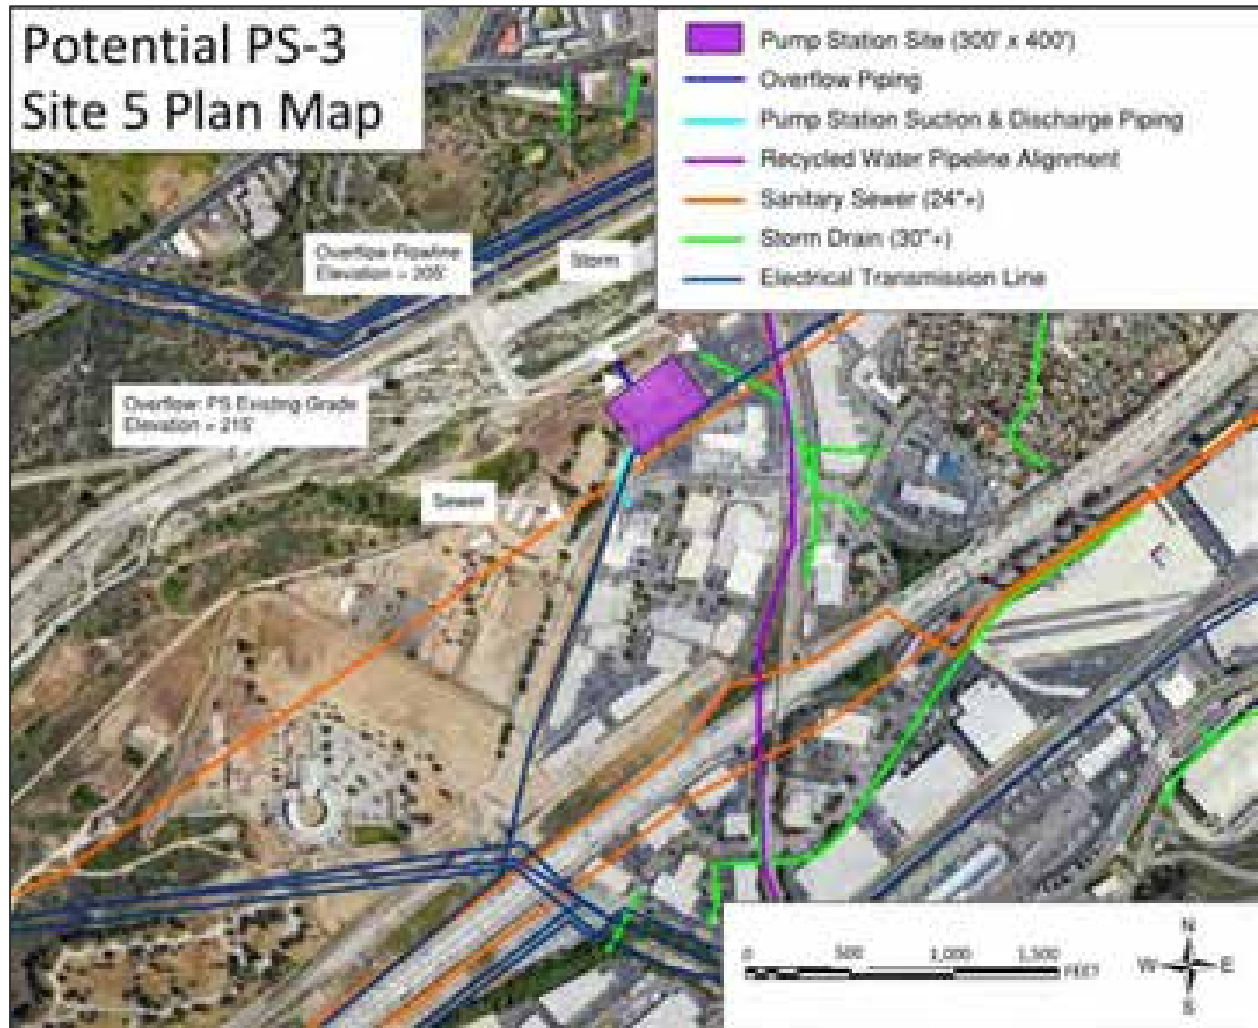 Potential PS-3
Site 5 Plan Map
Pump Station Site (300' x 400')
Overflow Piping
Pump Station Suction & Discharge Piping
Recycled Water Pipeline Alignment
Sanitary Sewer (24"+)
Storm Drain (30"+)
Electrical Transmission Line
Overflow Flowline
Elevation = 205'
Storm
Overflow: PS Existing Grade
Elevation = 215'
Sewer
0 500 1,000 1,500
FEET
N
W E
S